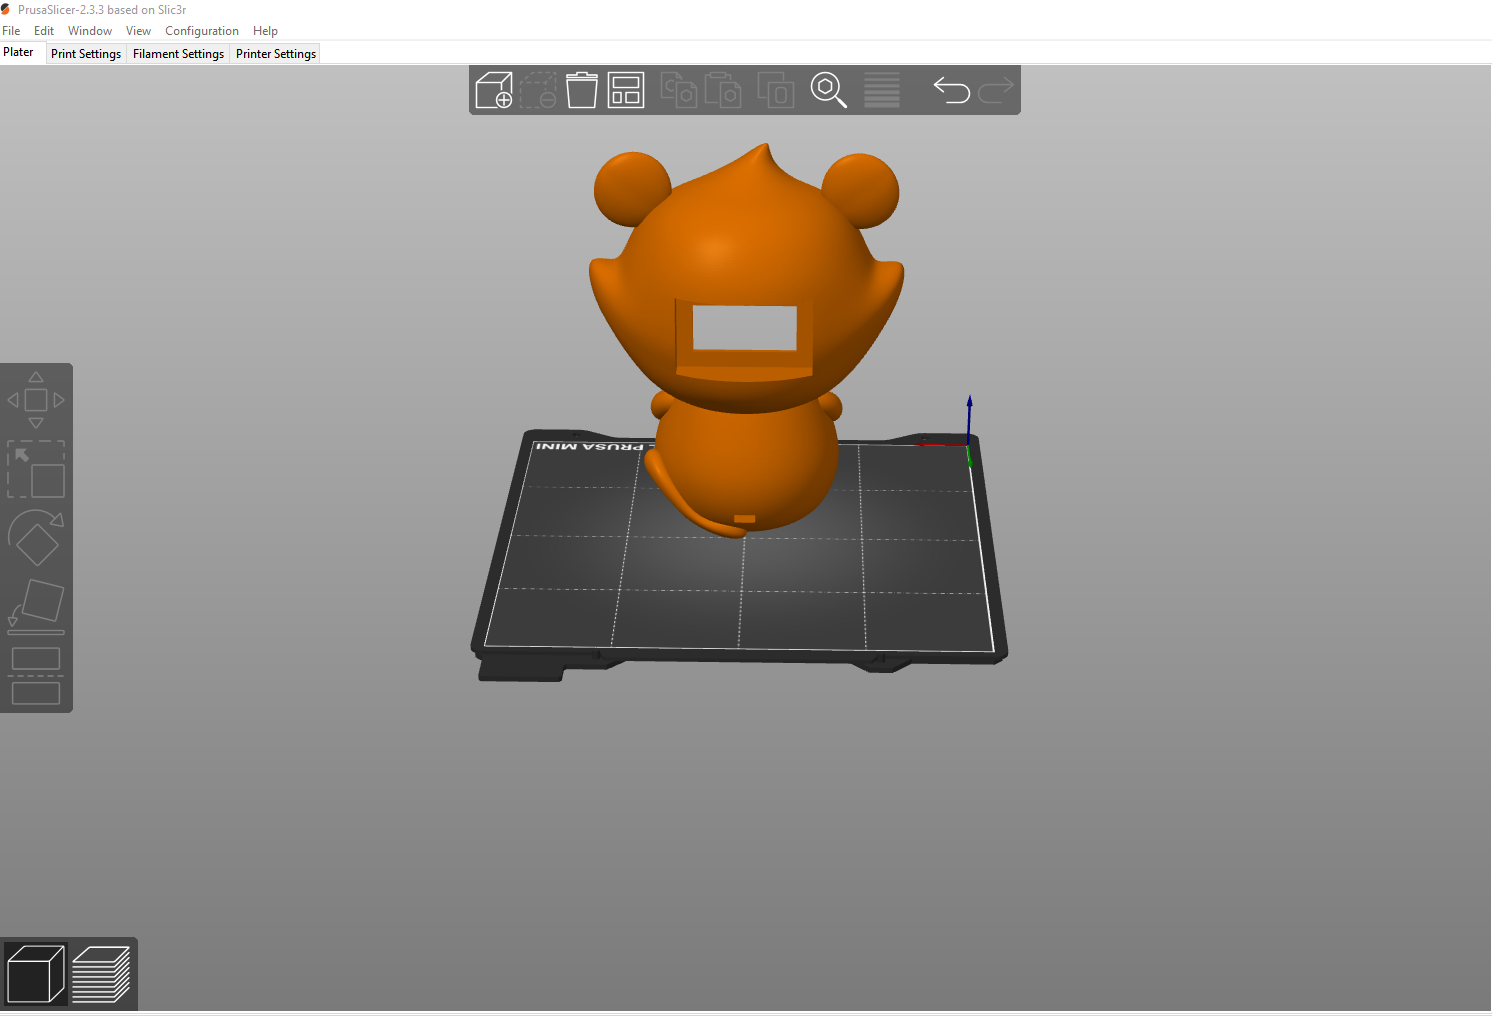 PrusaSlicer-2.3.3 based on Slic3r
File Edit Window View Configuration Help
Plater Print Settings Filament Settings Printer Settings
PRUSA MINI